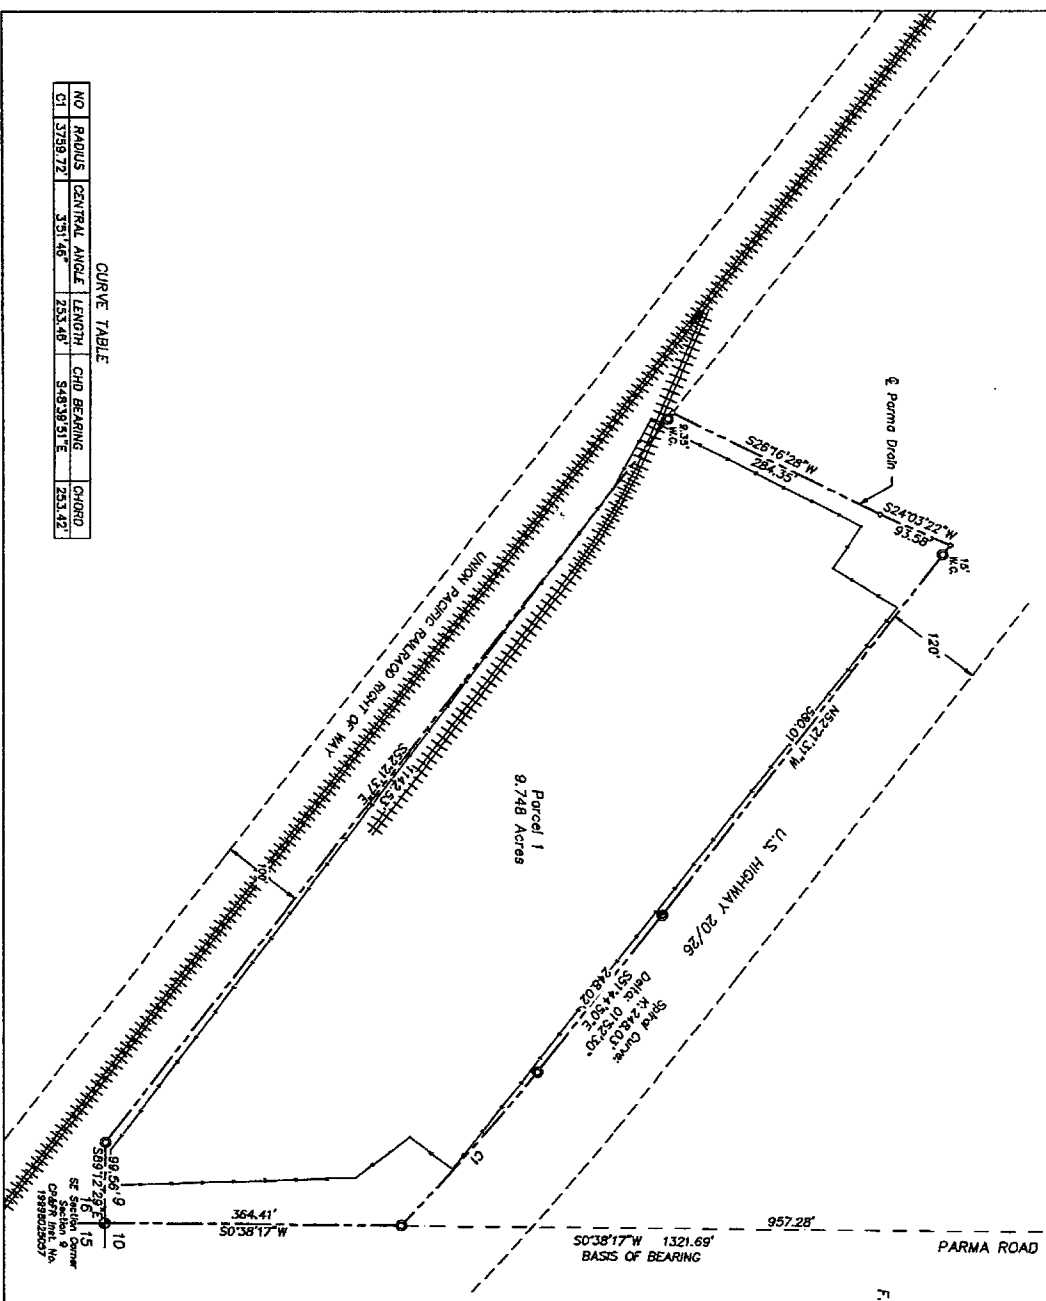 ℄ Parma Drain
S26°16'28"W
284.35'
S24°03'22"W
93.58'
15'
W.C.
9.35'
W.C.
120'
N52°21'31"W
580.01'
U.S. HIGHWAY 20/26
Parcel 1
9.748 Acres
S52°21'37"E
1142.53'
UNION PACIFIC RAILRAOD RIGHT OF WAY
100'
Spiral Curve:
K: 248.03'
Delta: 01°52'30"
S51°44'50"E
248.02'
C1
CURVE TABLE
NO RADIUS CENTRAL ANGLE LENGTH CHD BEARING CHORD
C1 3759.72' 3°51'46" 253.46' S48°39'51"E 253.42'
364.41'
S0°38'17"W
957.28'
S0°38'17"W 1321.69'
BASIS OF BEARING
PARMA ROAD
99.56'
S89°12'29"E
9
10
16
15
SE Section Corner
Section 9
CP&FR Inst. No.